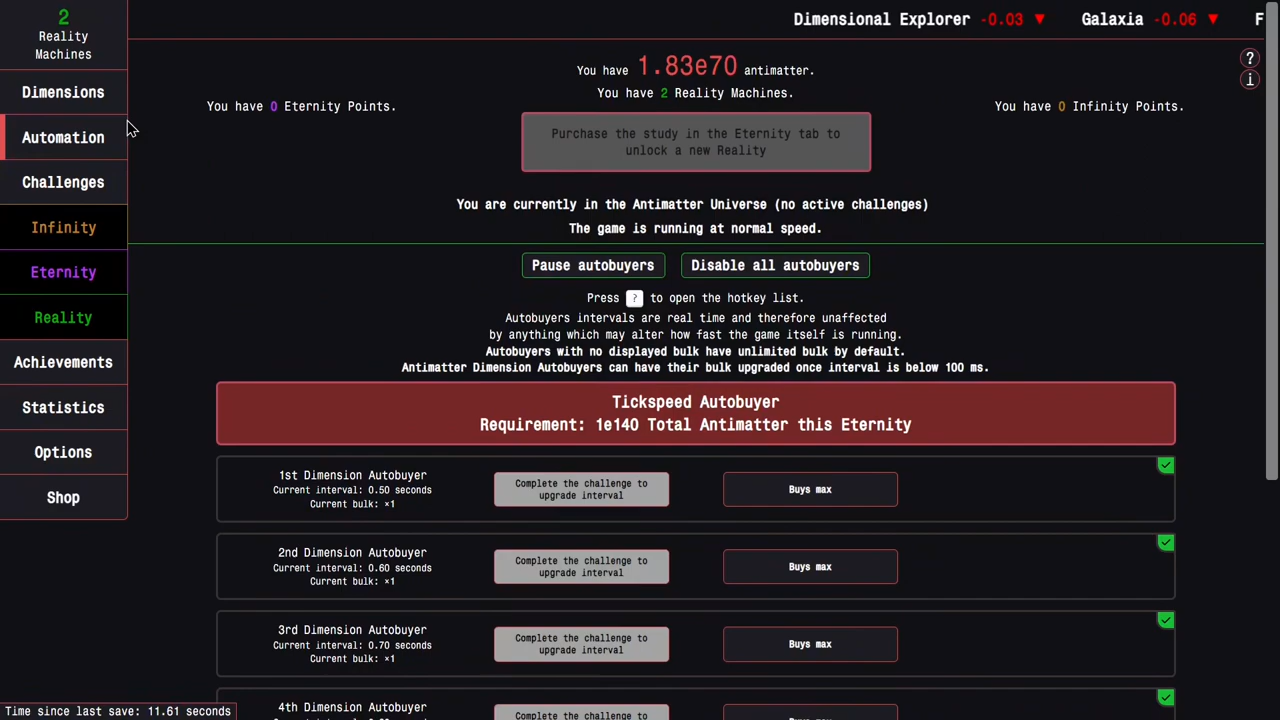 2
Reality
Machines
Dimensions
Automation
Challenges
Infinity
Eternity
Reality
Achievements
Statistics
Options
Shop
Dimensional Explorer -0.03 ▼ Galaxia -0.06 ▼ F
? 
i
You have 1.83e70 antimatter.
You have 2 Reality Machines.
You have 0 Eternity Points.
You have 0 Infinity Points.
Purchase the study in the Eternity tab to
unlock a new Reality
You are currently in the Antimatter Universe (no active challenges)
The game is running at normal speed.
Pause autobuyers Disable all autobuyers
Press ? to open the hotkey list.
Autobuyers intervals are real time and therefore unaffected
by anything which may alter how fast the game itself is running.
Autobuyers with no displayed bulk have unlimited bulk by default.
Antimatter Dimension Autobuyers can have their bulk upgraded once interval is below 100 ms.
Tickspeed Autobuyer
Requirement: 1e140 Total Antimatter this Eternity
1st Dimension Autobuyer
Current interval: 0.50 seconds
Current bulk: ×1
Complete the challenge to
upgrade interval
Buys max
2nd Dimension Autobuyer
Current interval: 0.60 seconds
Current bulk: ×1
Complete the challenge to
upgrade interval
Buys max
3rd Dimension Autobuyer
Current interval: 0.70 seconds
Current bulk: ×1
Complete the challenge to
upgrade interval
Buys max
4th Dimension Autobuyer
Complete the challenge to
Time since last save: 11.61 seconds